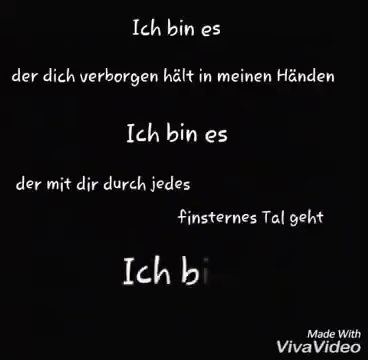 Ich bin es
der dich verborgen hält in meinen Händen
Ich bin es
der mit dir durch jedes
finsternes Tal geht
Ich bi
Made With
VivaVideo